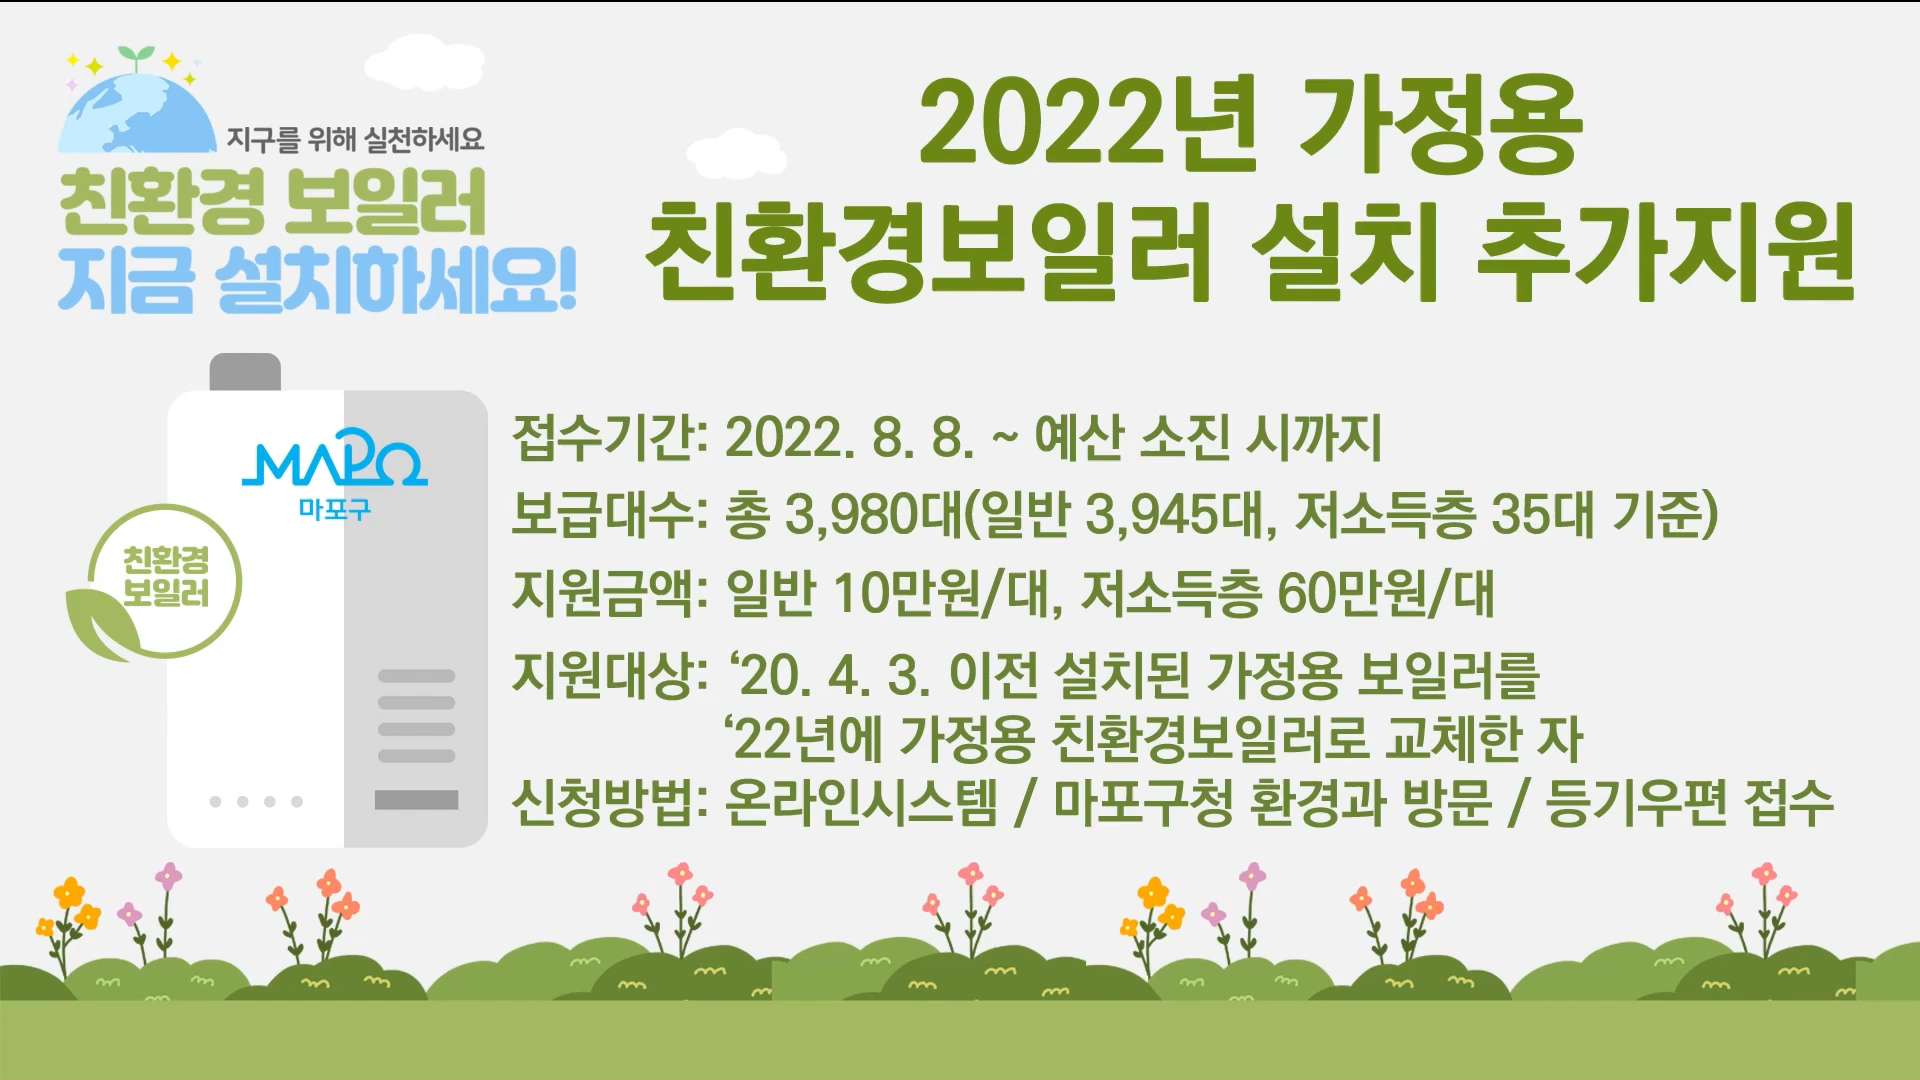 지구를 위해 실천하세요
친환경 보일러
지금 설치하세요!
2022년 가정용
친환경보일러 설치 추가지원
MAPO
마포구
친환경
보일러
접수기간: 2022. 8. 8. ~ 예산 소진 시까지
보급대수: 총 3,980대(일반 3,945대, 저소득층 35대 기준)
지원금액: 일반 10만원/대, 저소득층 60만원/대
지원대상: ‘20. 4. 3. 이전 설치된 가정용 보일러를
‘22년에 가정용 친환경보일러로 교체한 자
신청방법: 온라인시스템 / 마포구청 환경과 방문 / 등기우편 접수